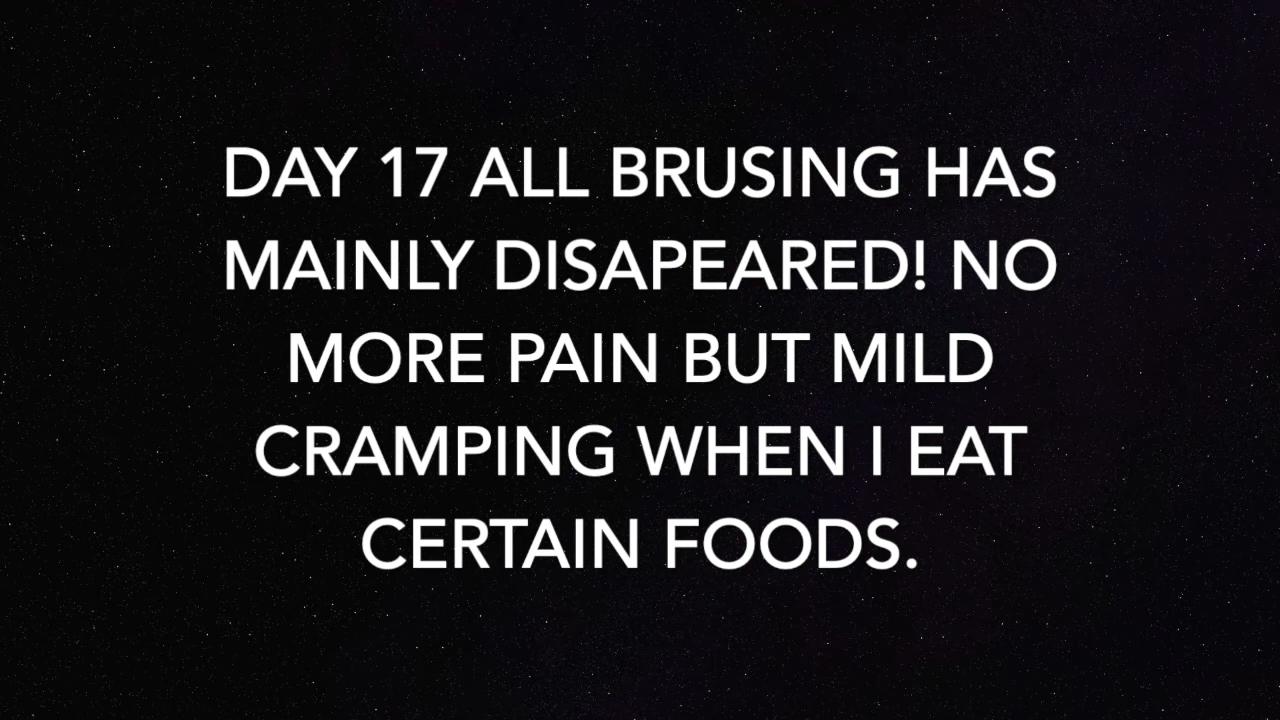 DAY 17 ALL BRUSING HAS
MAINLY DISAPEARED! NO
MORE PAIN BUT MILD
CRAMPING WHEN I EAT
CERTAIN FOODS.